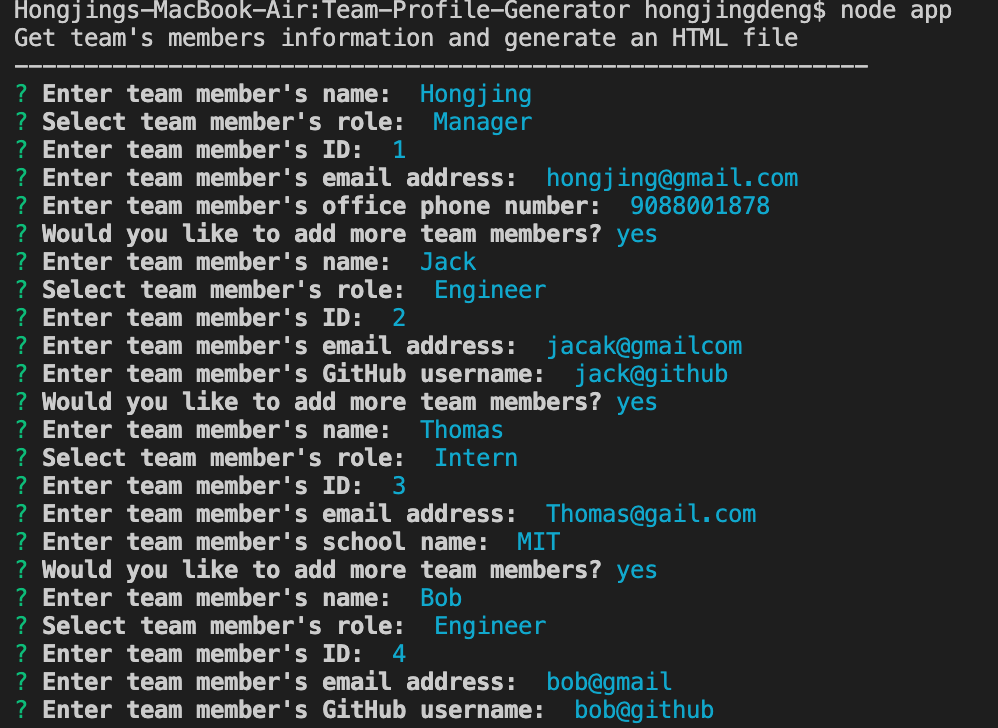 Hongjings-MacBook-Air:Team-Profile-Generator hongjingdeng$ node app
Get team's members information and generate an HTML file
-------------------------------------------------------------
? Enter team member's name:  Hongjing
? Select team member's role:  Manager
? Enter team member's ID:  1
? Enter team member's email address:  hongjing@gmail.com
? Enter team member's office phone number:  9088001878
? Would you like to add more team members? yes
? Enter team member's name:  Jack
? Select team member's role:  Engineer
? Enter team member's ID:  2
? Enter team member's email address:  jacak@gmailcom
? Enter team member's GitHub username:  jack@github
? Would you like to add more team members? yes
? Enter team member's name:  Thomas
? Select team member's role:  Intern
? Enter team member's ID:  3
? Enter team member's email address:  Thomas@gail.com
? Enter team member's school name:  MIT
? Would you like to add more team members? yes
? Enter team member's name:  Bob
? Select team member's role:  Engineer
? Enter team member's ID:  4
? Enter team member's email address:  bob@gmail
? Enter team member's GitHub username:  bob@github